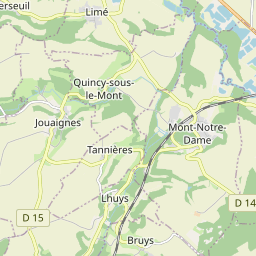 erseuil
Limé
Quincy-sous-
le-Mont
Jouaignes
Mont-Notre-
Dame
Tannières
D 15
Lhuys
D 14
Bruys